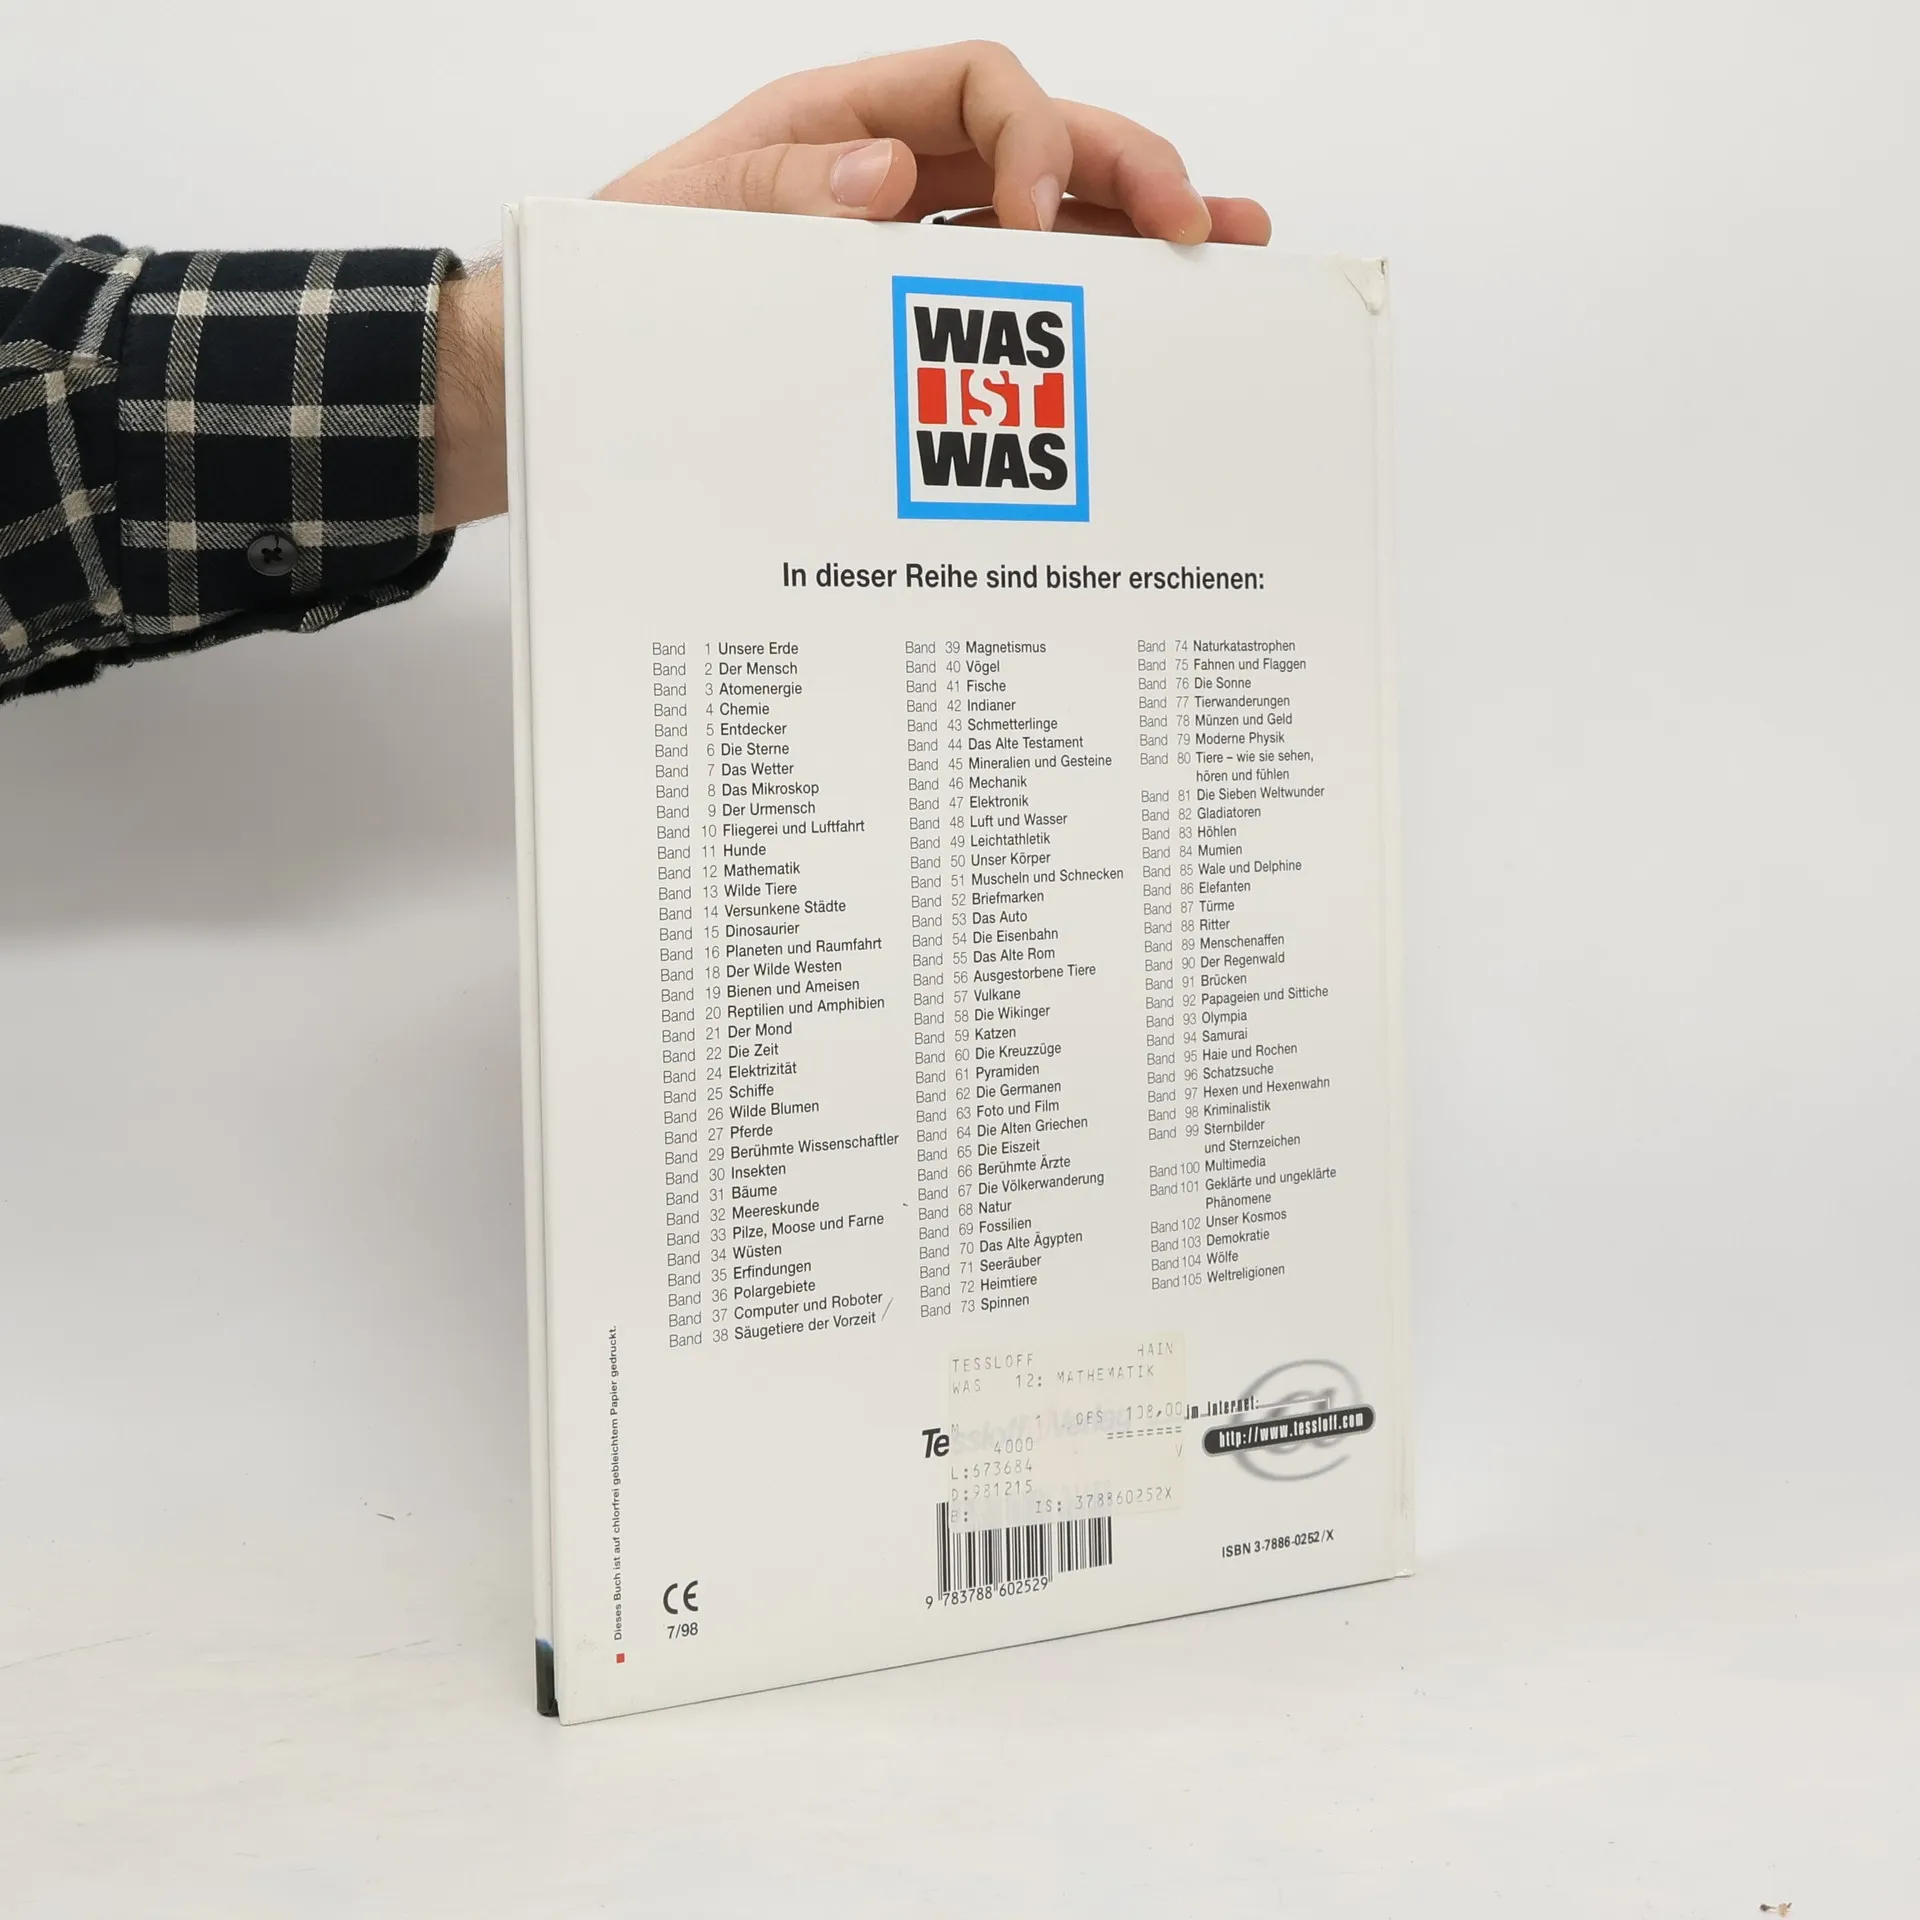 WAS
IST
WAS
In dieser Reihe sind bisher erschienen:
Band 1 Unsere Erde
Band 2 Der Mensch
Band 3 Atomenergie
Band 4 Chemie
Band 5 Entdecker
Band 6 Die Sterne
Band 7 Das Wetter
Band 8 Das Mikroskop
Band 9 Der Urmensch
Band 10 Fliegerei und Luftfahrt
Band 11 Hunde
Band 12 Mathematik
Band 13 Wilde Tiere
Band 14 Versunkene Städte
Band 15 Dinosaurier
Band 16 Planeten und Raumfahrt
Band 18 Der Wilde Westen
Band 19 Bienen und Ameisen
Band 20 Reptilien und Amphibien
Band 21 Der Mond
Band 22 Die Zeit
Band 24 Elektrizität
Band 25 Schiffe
Band 26 Wilde Blumen
Band 27 Pferde
Band 29 Berühmte Wissenschaftler
Band 30 Insekten
Band 31 Bäume
Band 32 Meereskunde
Band 33 Pilze, Moose und Farne
Band 34 Wüsten
Band 35 Erfindungen
Band 36 Polargebiete
Band 37 Computer und Roboter
Band 38 Säugetiere der Vorzeit
Band 39 Magnetismus
Band 40 Vögel
Band 41 Fische
Band 42 Indianer
Band 43 Schmetterlinge
Band 44 Das Alte Testament
Band 45 Mineralien und Gesteine
Band 46 Mechanik
Band 47 Elektronik
Band 48 Luft und Wasser
Band 49 Leichtathletik
Band 50 Unser Körper
Band 51 Muscheln und Schnecken
Band 52 Briefmarken
Band 53 Das Auto
Band 54 Die Eisenbahn
Band 55 Das Alte Rom
Band 56 Ausgestorbene Tiere
Band 57 Vulkane
Band 58 Die Wikinger
Band 59 Katzen
Band 60 Die Kreuzzüge
Band 61 Pyramiden
Band 62 Die Germanen
Band 63 Foto und Film
Band 64 Die Alten Griechen
Band 65 Die Eiszeit
Band 66 Berühmte Ärzte
Band 67 Die Völkerwanderung
Band 68 Natur
Band 69 Fossilien
Band 70 Das Alte Ägypten
Band 71 Seeräuber
Band 72 Heimtiere
Band 73 Spinnen
Band 74 Naturkatastrophen
Band 75 Fahnen und Flaggen
Band 76 Die Sonne
Band 77 Tierwanderungen
Band 78 Münzen und Geld
Band 79 Moderne Physik
Band 80 Tiere – wie sie sehen,
hören und fühlen
Band 81 Die Sieben Weltwunder
Band 82 Gladiatoren
Band 83 Höhlen
Band 84 Mumien
Band 85 Wale und Delphine
Band 86 Elefanten
Band 87 Türme
Band 88 Ritter
Band 89 Menschenaffen
Band 90 Der Regenwald
Band 91 Brücken
Band 92 Papageien und Sittiche
Band 93 Olympia
Band 94 Samurai
Band 95 Haie und Rochen
Band 96 Schatzsuche
Band 97 Hexen und Hexenwahn
Band 98 Kriminalistik
Band 99 Sternbilder
und Sternzeichen
Band 100 Multimedia
Band 101 Geklärte und ungeklärte
Phänomene
Band 102 Unser Kosmos
Band 103 Demokratie
Band 104 Wölfe
Band 105 Weltreligionen
Dieses Buch ist auf chlorfrei gebleichtem Papier gedruckt.
TESSLOFF HAIN
WAS 12: MATHEMATIK
M 1 DES 108,00
4000 ========
V
L:673684
D:981215
B: IS: 378860252X
Tessloff Verlag
im Internet:
http://www.tessloff.com
ISBN 3-7886-0252/X
9 783788 602529
CE
7/98